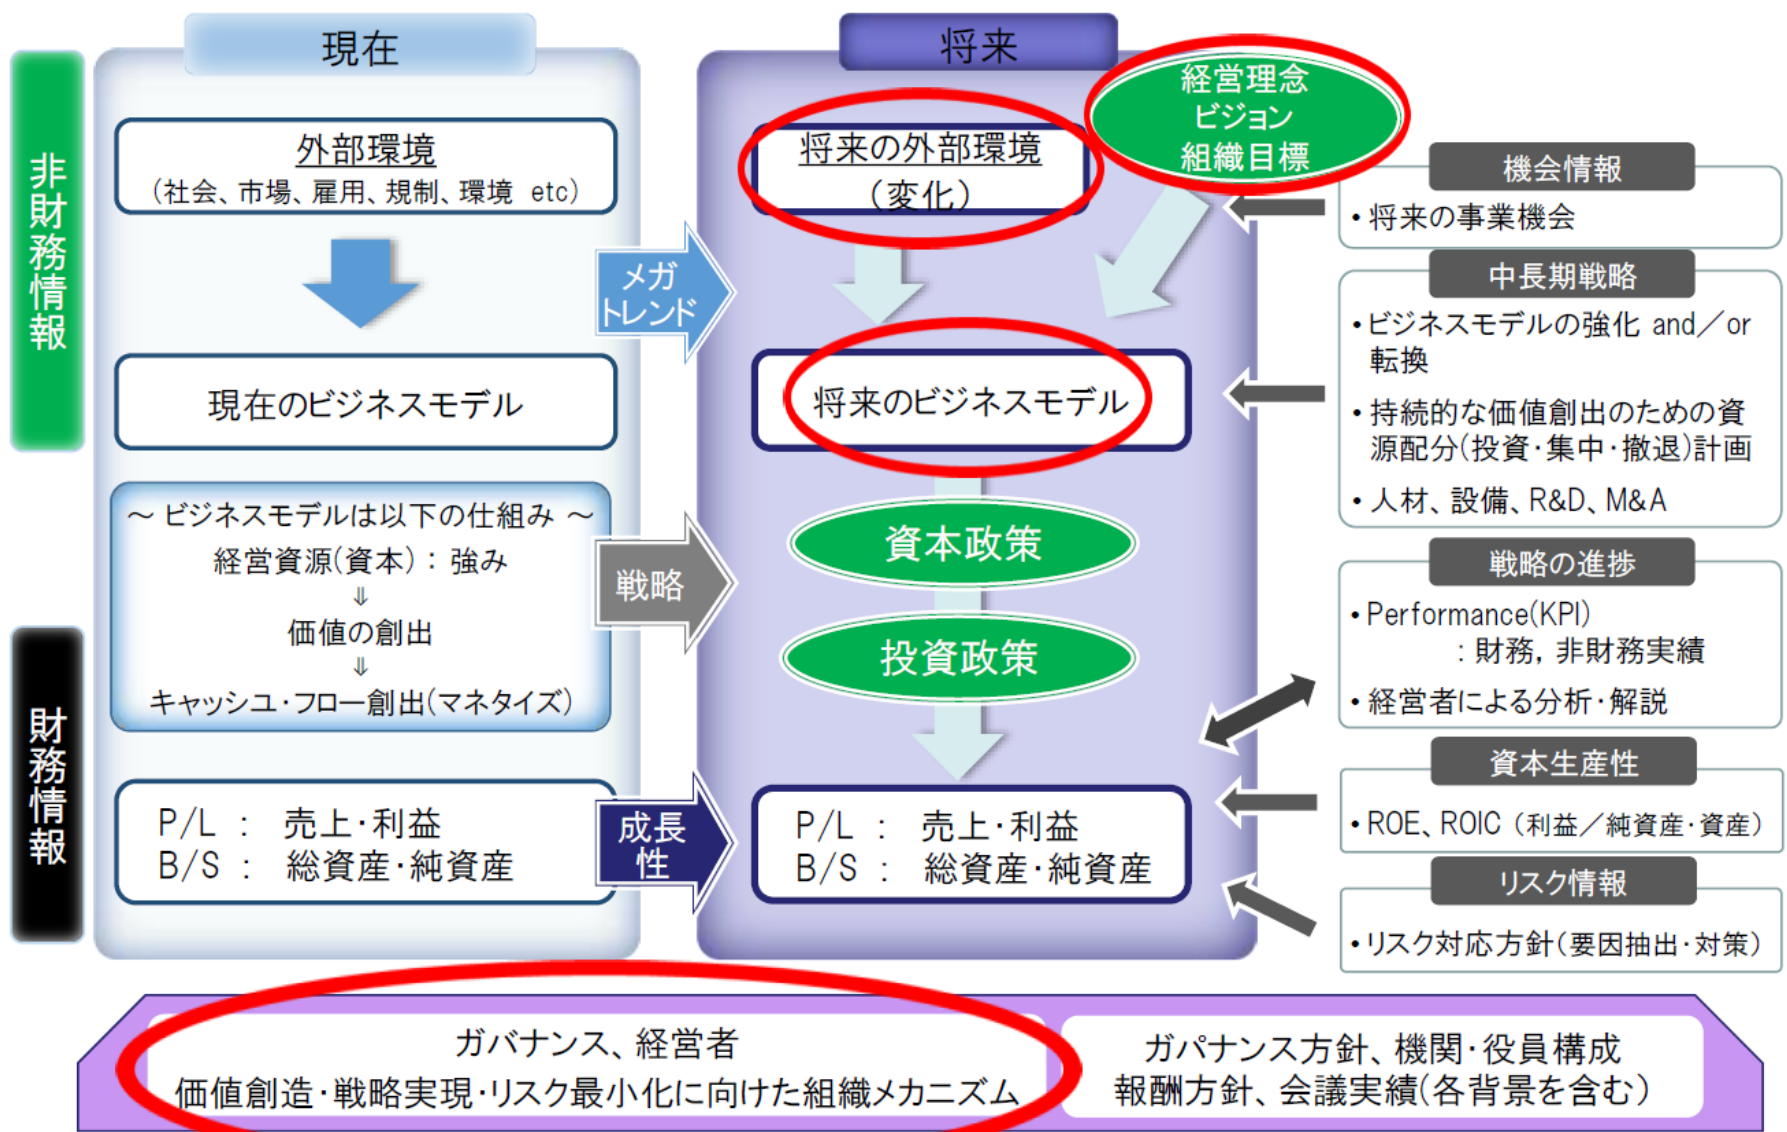 現在
将来
非財務情報
財務情報
外部環境
（社会、市場、雇用、規制、環境 etc）
現在のビジネスモデル
～ ビジネスモデルは以下の仕組み ～
経営資源(資本)：強み
⇓
価値の創出
⇓
キャッシュ・フロー創出(マネタイズ)
P/L ： 売上・利益
B/S ： 総資産・純資産
メガ
トレンド
戦略
成長
性
経営理念
ビジョン
組織目標
将来の外部環境
（変化）
将来のビジネスモデル
資本政策
投資政策
P/L ： 売上・利益
B/S ： 総資産・純資産
機会情報
・将来の事業機会
中長期戦略
・ビジネスモデルの強化 and／or
転換
・持続的な価値創出のための資
源配分(投資・集中・撤退)計画
・人材、設備、R&D、M&A
戦略の進捗
・Performance(KPI)
：財務，非財務実績
・経営者による分析・解説
資本生産性
・ROE、ROIC（利益／純資産・資産）
リスク情報
・リスク対応方針（要因抽出・対策）
ガバナンス、経営者
価値創造・戦略実現・リスク最小化に向けた組織メカニズム
ガパナンス方針、機関・役員構成
報酬方針、会議実績(各背景を含む）